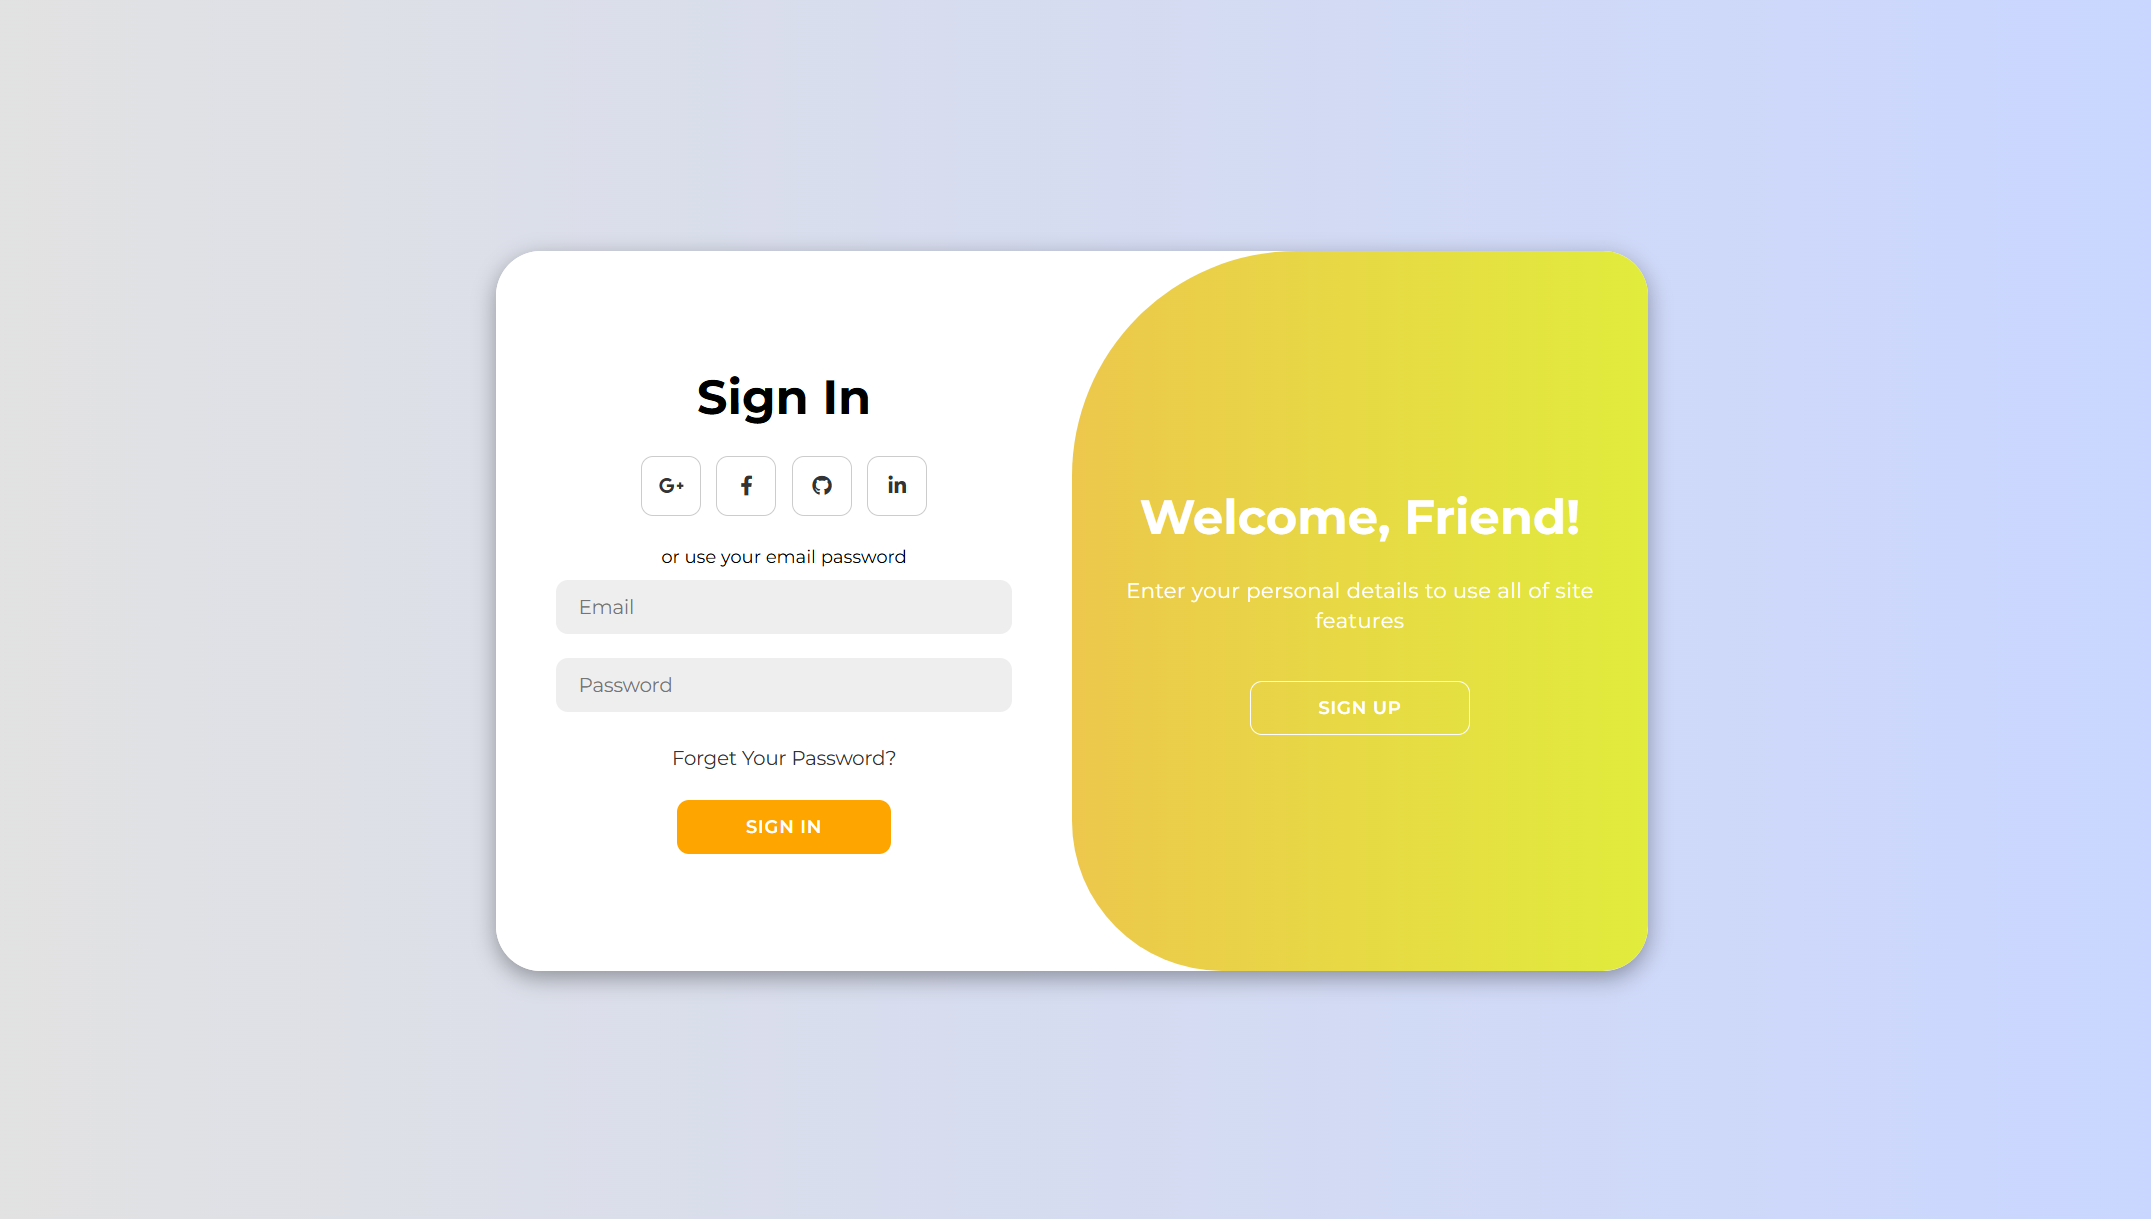 Sign In
G+
f
in
or use your email password
Email
Password
Forget Your Password?
SIGN IN
Welcome, Friend!
Enter your personal details to use all of site
features
SIGN UP